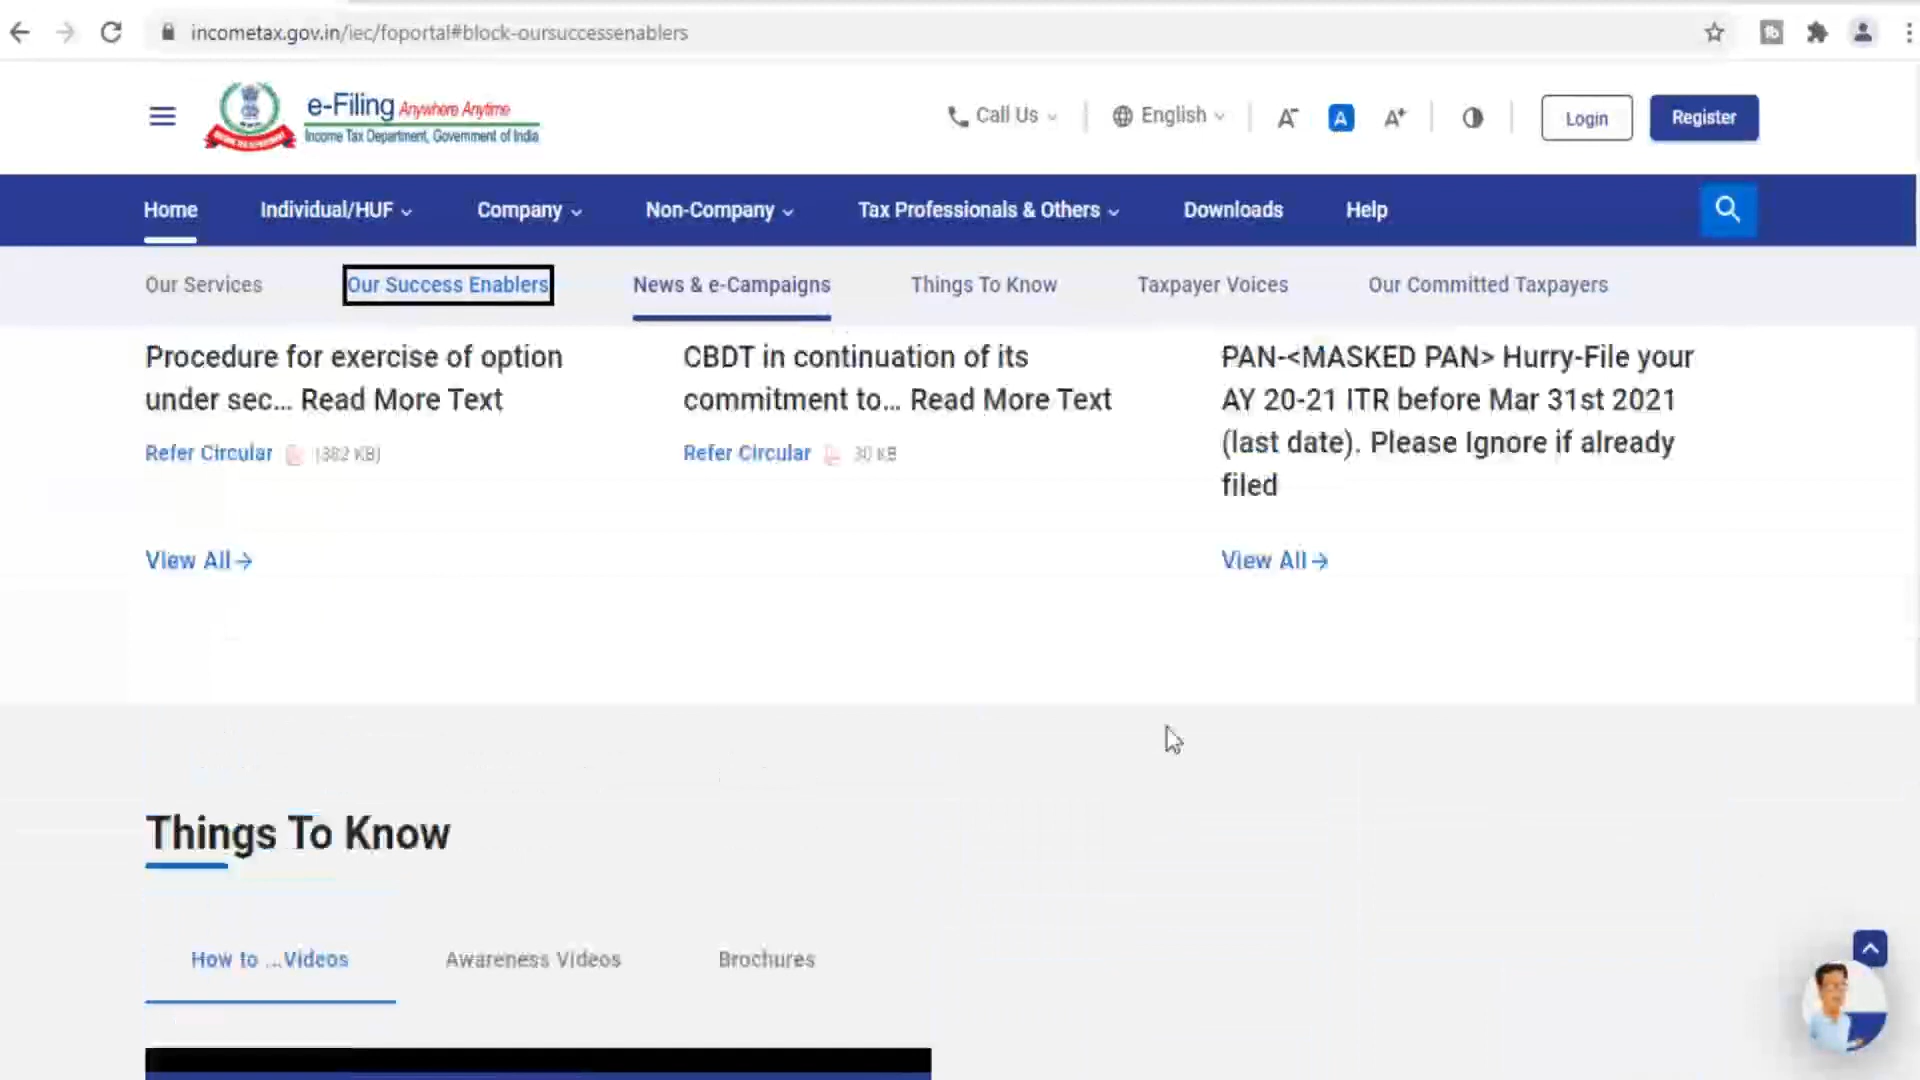 incometax.gov.in/iec/foportal#block-oursuccessenablers
e-Filing Anywhere Anytime
Income Tax Department, Government of India
Call Us
English
A-
A
A+
Login
Register
Home
Individual/HUF
Company
Non-Company
Tax Professionals & Others
Downloads
Help
Our Services
Our Success Enablers
News & e-Campaigns
Things To Know
Taxpayer Voices
Our Committed Taxpayers
Procedure for exercise of option
under sec... Read More Text
Refer Circular (382 KB)
View All→
CBDT in continuation of its
commitment to... Read More Text
Refer Circular 30 KB
PAN-<MASKED PAN> Hurry-File your
AY 20-21 ITR before Mar 31st 2021
(last date). Please Ignore if already
filed
View All→
Things To Know
How to ...Videos
Awareness Videos
Brochures